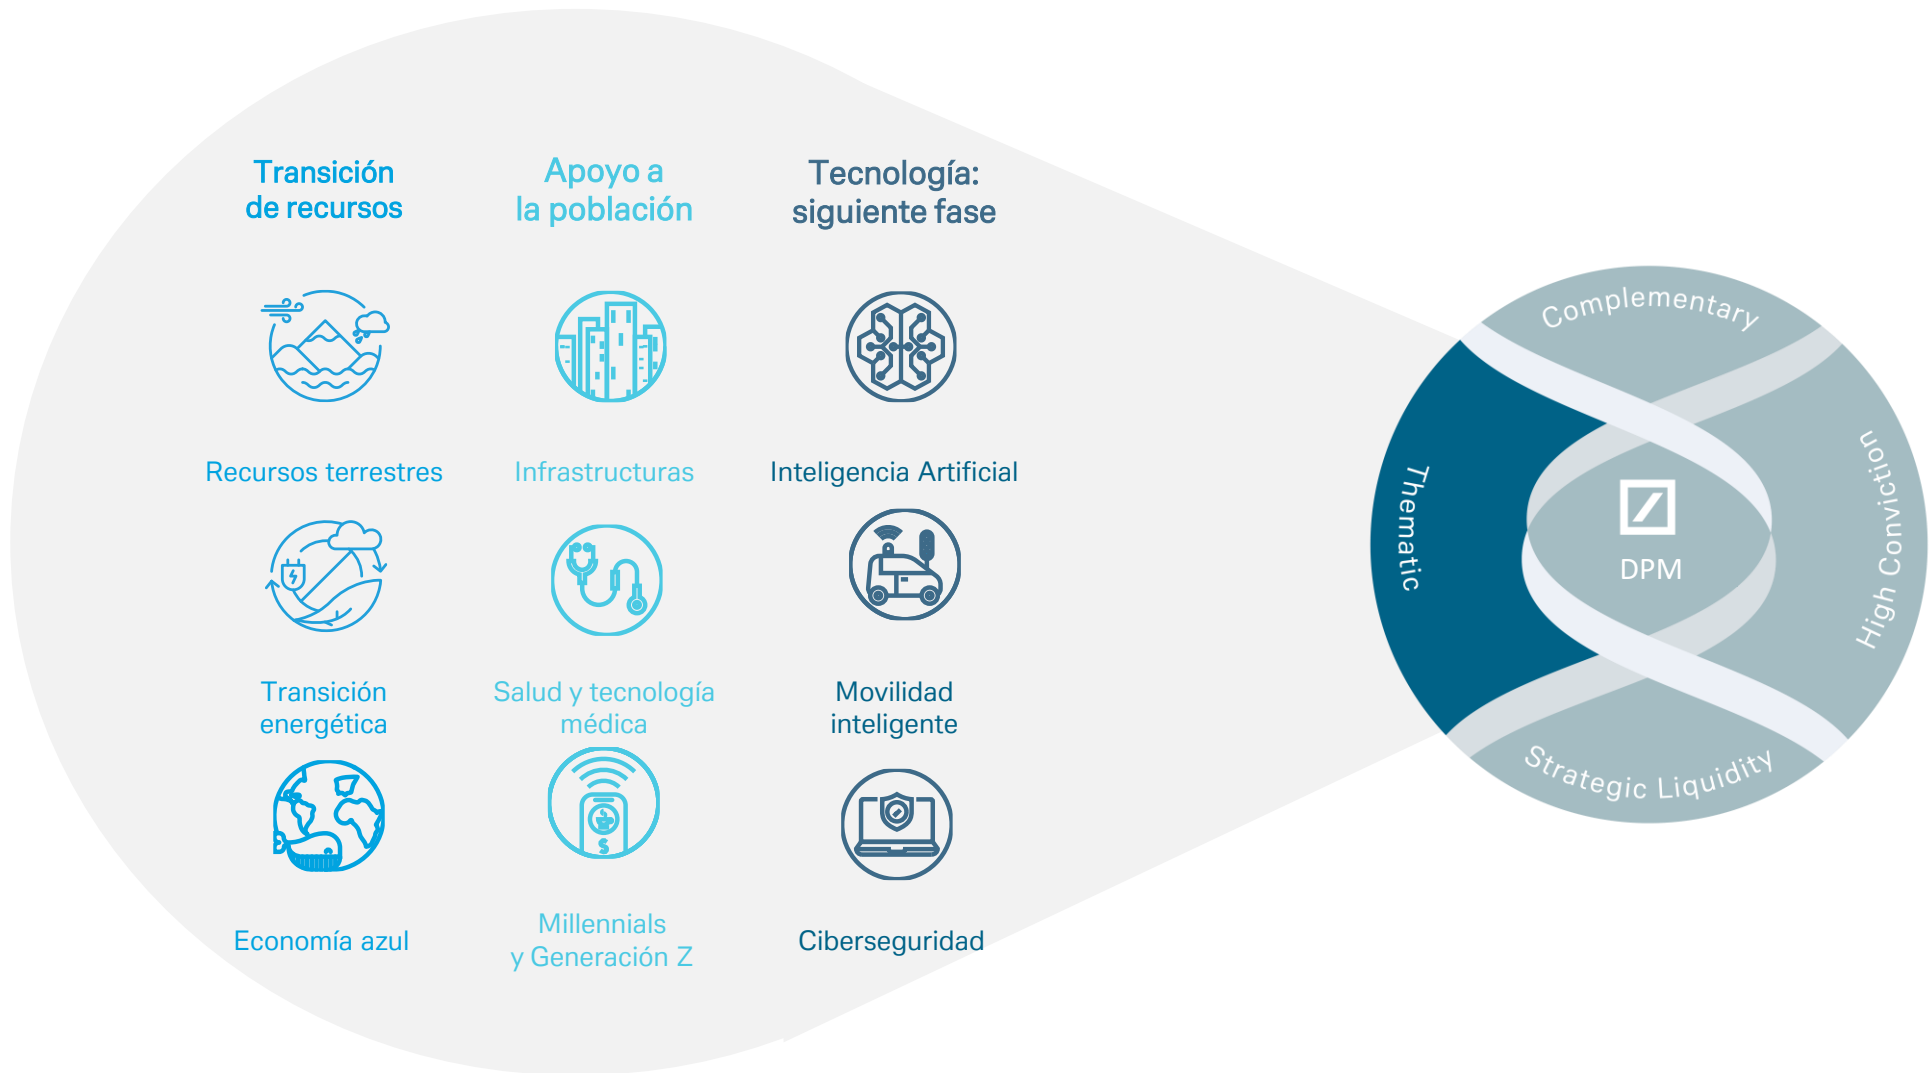 Transición
de recursos
Apoyo a
la población
Tecnología:
siguiente fase
Recursos terrestres
Infrastructuras
Inteligencia Artificial
Transición
energética
Salud y tecnología
médica
Movilidad
inteligente
$
Economía azul
Millennials
y Generación Z
Ciberseguridad
Complementary
Thematic
DPM
High Conviction
Strategic Liquidity